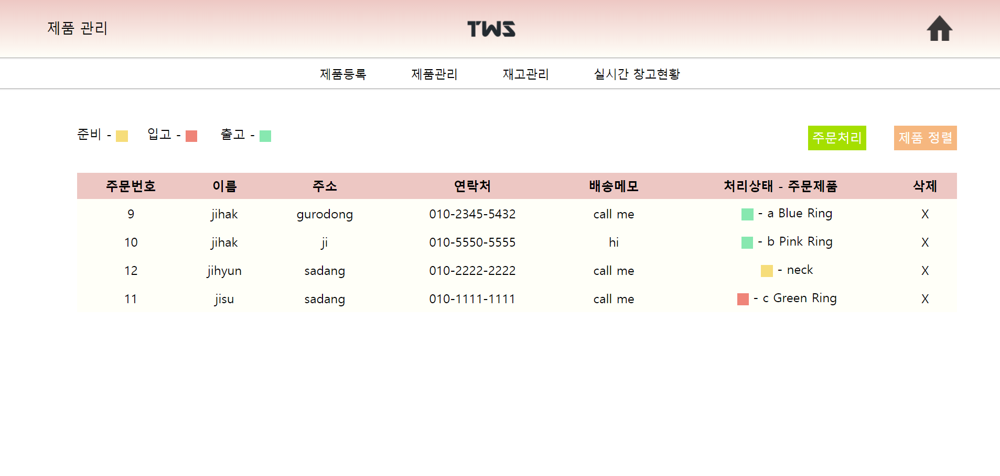 제품 관리 TWS
제품등록 제품관리 재고관리 실시간 창고현황
준비 - 입고 - 출고 - 주문처리 제품 정렬
주문번호 이름 주소 연락처 배송메모 처리상태 - 주문제품 삭제
9 jihak gurodong 010-2345-5432 call me - a Blue Ring X
10 jihak ji 010-5550-5555 hi - b Pink Ring X
12 jihyun sadang 010-2222-2222 call me - neck X
11 jisu sadang 010-1111-1111 call me - c Green Ring X